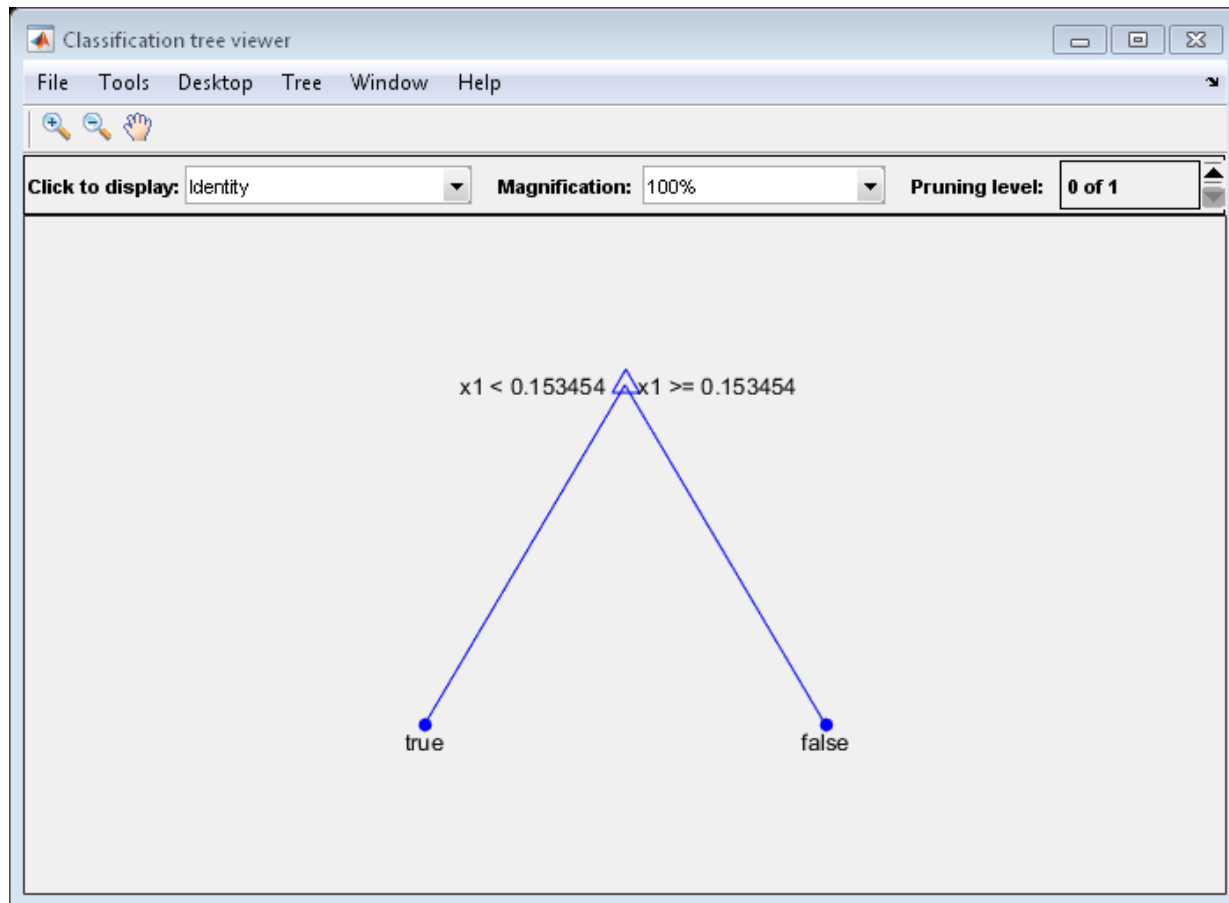 Classification tree viewer
File Tools Desktop Tree Window Help
Click to display: Identity Magnification: 100% Pruning level: 0 of 1
x1 < 0.153454 x1 >= 0.153454
true false